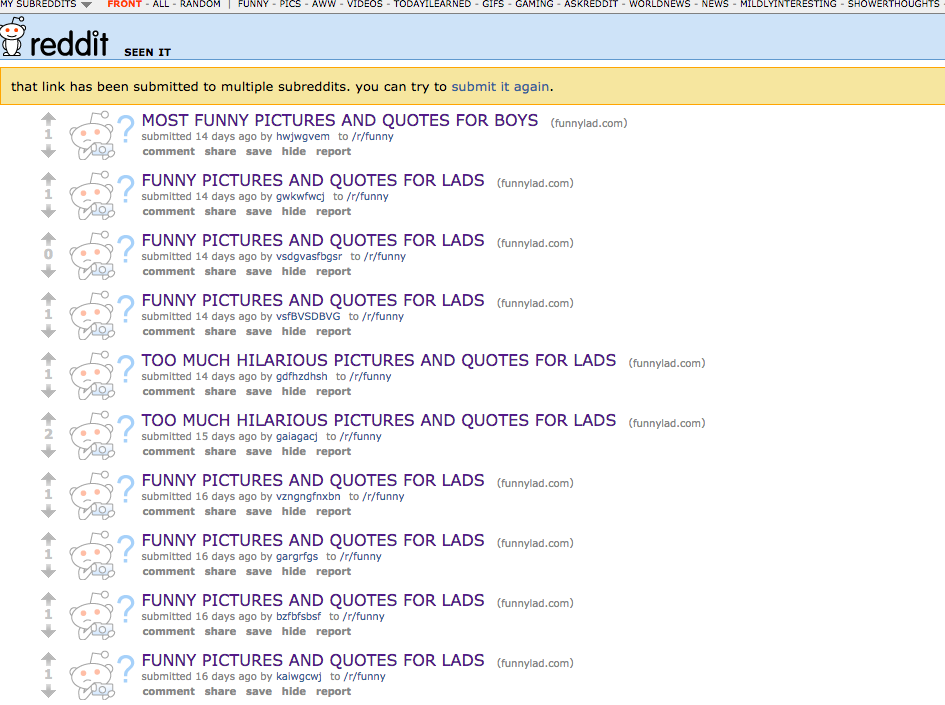 MY SUBREDDITS FRONT - ALL - RANDOM | FUNNY - PICS - AWW - VIDEOS - TODAYILEARNED - GIFS - GAMING - ASKREDDIT - WORLDNEWS - NEWS - MILDLYINTERESTING - SHOWERTHOUGHTS -
reddit SEEN IT
that link has been submitted to multiple subreddits. you can try to submit it again.
MOST FUNNY PICTURES AND QUOTES FOR BOYS (funnylad.com)
1 submitted 14 days ago by hwjwgvem to /r/funny
comment share save hide report
FUNNY PICTURES AND QUOTES FOR LADS (funnylad.com)
1 submitted 14 days ago by gwkwfwcj to /r/funny
comment share save hide report
FUNNY PICTURES AND QUOTES FOR LADS (funnylad.com)
0 submitted 14 days ago by vsdgvasfbgsr to /r/funny
comment share save hide report
FUNNY PICTURES AND QUOTES FOR LADS (funnylad.com)
1 submitted 14 days ago by vsfBVSDBVG to /r/funny
comment share save hide report
TOO MUCH HILARIOUS PICTURES AND QUOTES FOR LADS (funnylad.com)
1 submitted 14 days ago by gdfhzdhsh to /r/funny
comment share save hide report
TOO MUCH HILARIOUS PICTURES AND QUOTES FOR LADS (funnylad.com)
2 submitted 15 days ago by gaiagacj to /r/funny
comment share save hide report
FUNNY PICTURES AND QUOTES FOR LADS (funnylad.com)
1 submitted 16 days ago by vzngngfnxbn to /r/funny
comment share save hide report
FUNNY PICTURES AND QUOTES FOR LADS (funnylad.com)
1 submitted 16 days ago by gargrfgs to /r/funny
comment share save hide report
FUNNY PICTURES AND QUOTES FOR LADS (funnylad.com)
1 submitted 16 days ago by bzfbfsbsf to /r/funny
comment share save hide report
FUNNY PICTURES AND QUOTES FOR LADS (funnylad.com)
1 submitted 16 days ago by kaiwgcwj to /r/funny
comment share save hide report